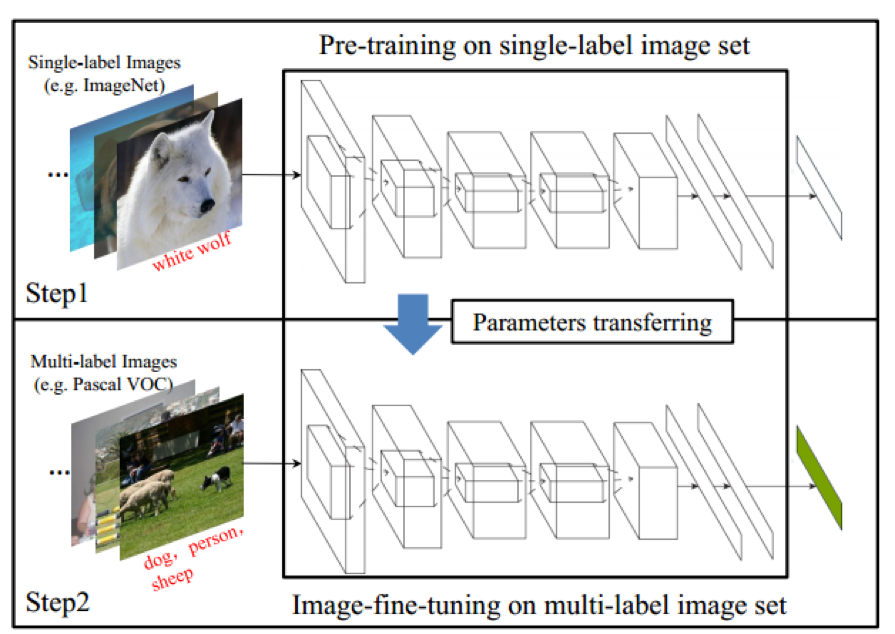 Pre-training on single-label image set
Single-label Images
(e.g. ImageNet)
...
white wolf
Step1
Parameters transferring
Multi-label Images
(e.g. Pascal VOC)
...
dog, person,
sheep
Step2
Image-fine-tuning on multi-label image set